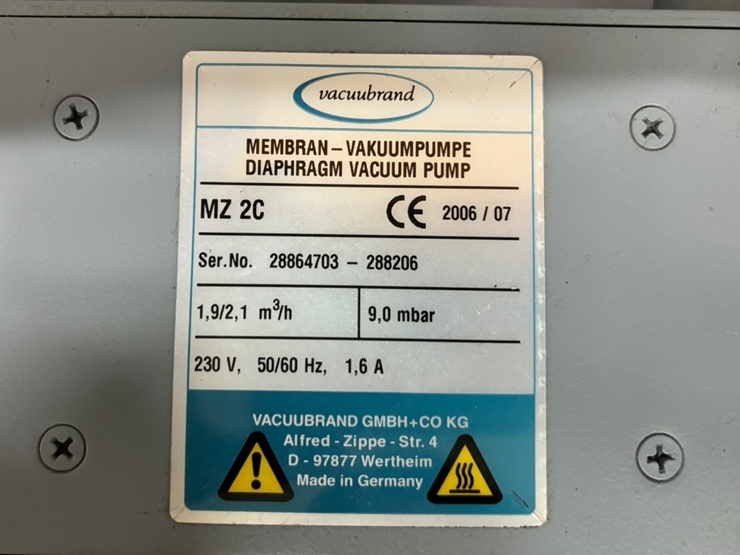 vacuubrand
MEMBRAN – VAKUUMPUMPE
DIAPHRAGM VACUUM PUMP
MZ 2C CE 2006 / 07
Ser.No. 28864703 – 288206
1,9/2,1 m³/h 9,0 mbar
230 V, 50/60 Hz, 1,6 A
VACUUBRAND GMBH+CO KG
Alfred - Zippe - Str. 4
D - 97877 Wertheim
Made in Germany